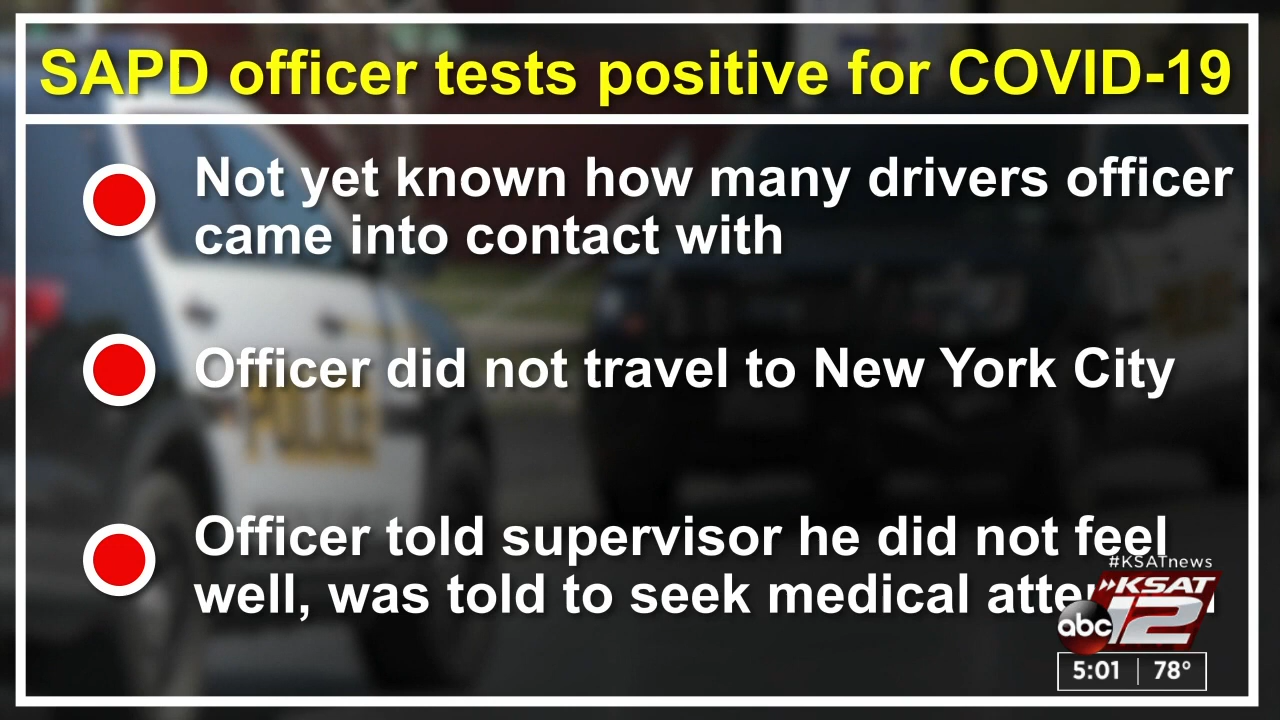 SAPD officer tests positive for COVID-19
Not yet known how many drivers officer
came into contact with
Officer did not travel to New York City
Officer told supervisor he did not feel
well, was told to seek medical
#KSATnews
»KSAT
abc 12
5:01 | 78°
POLICE